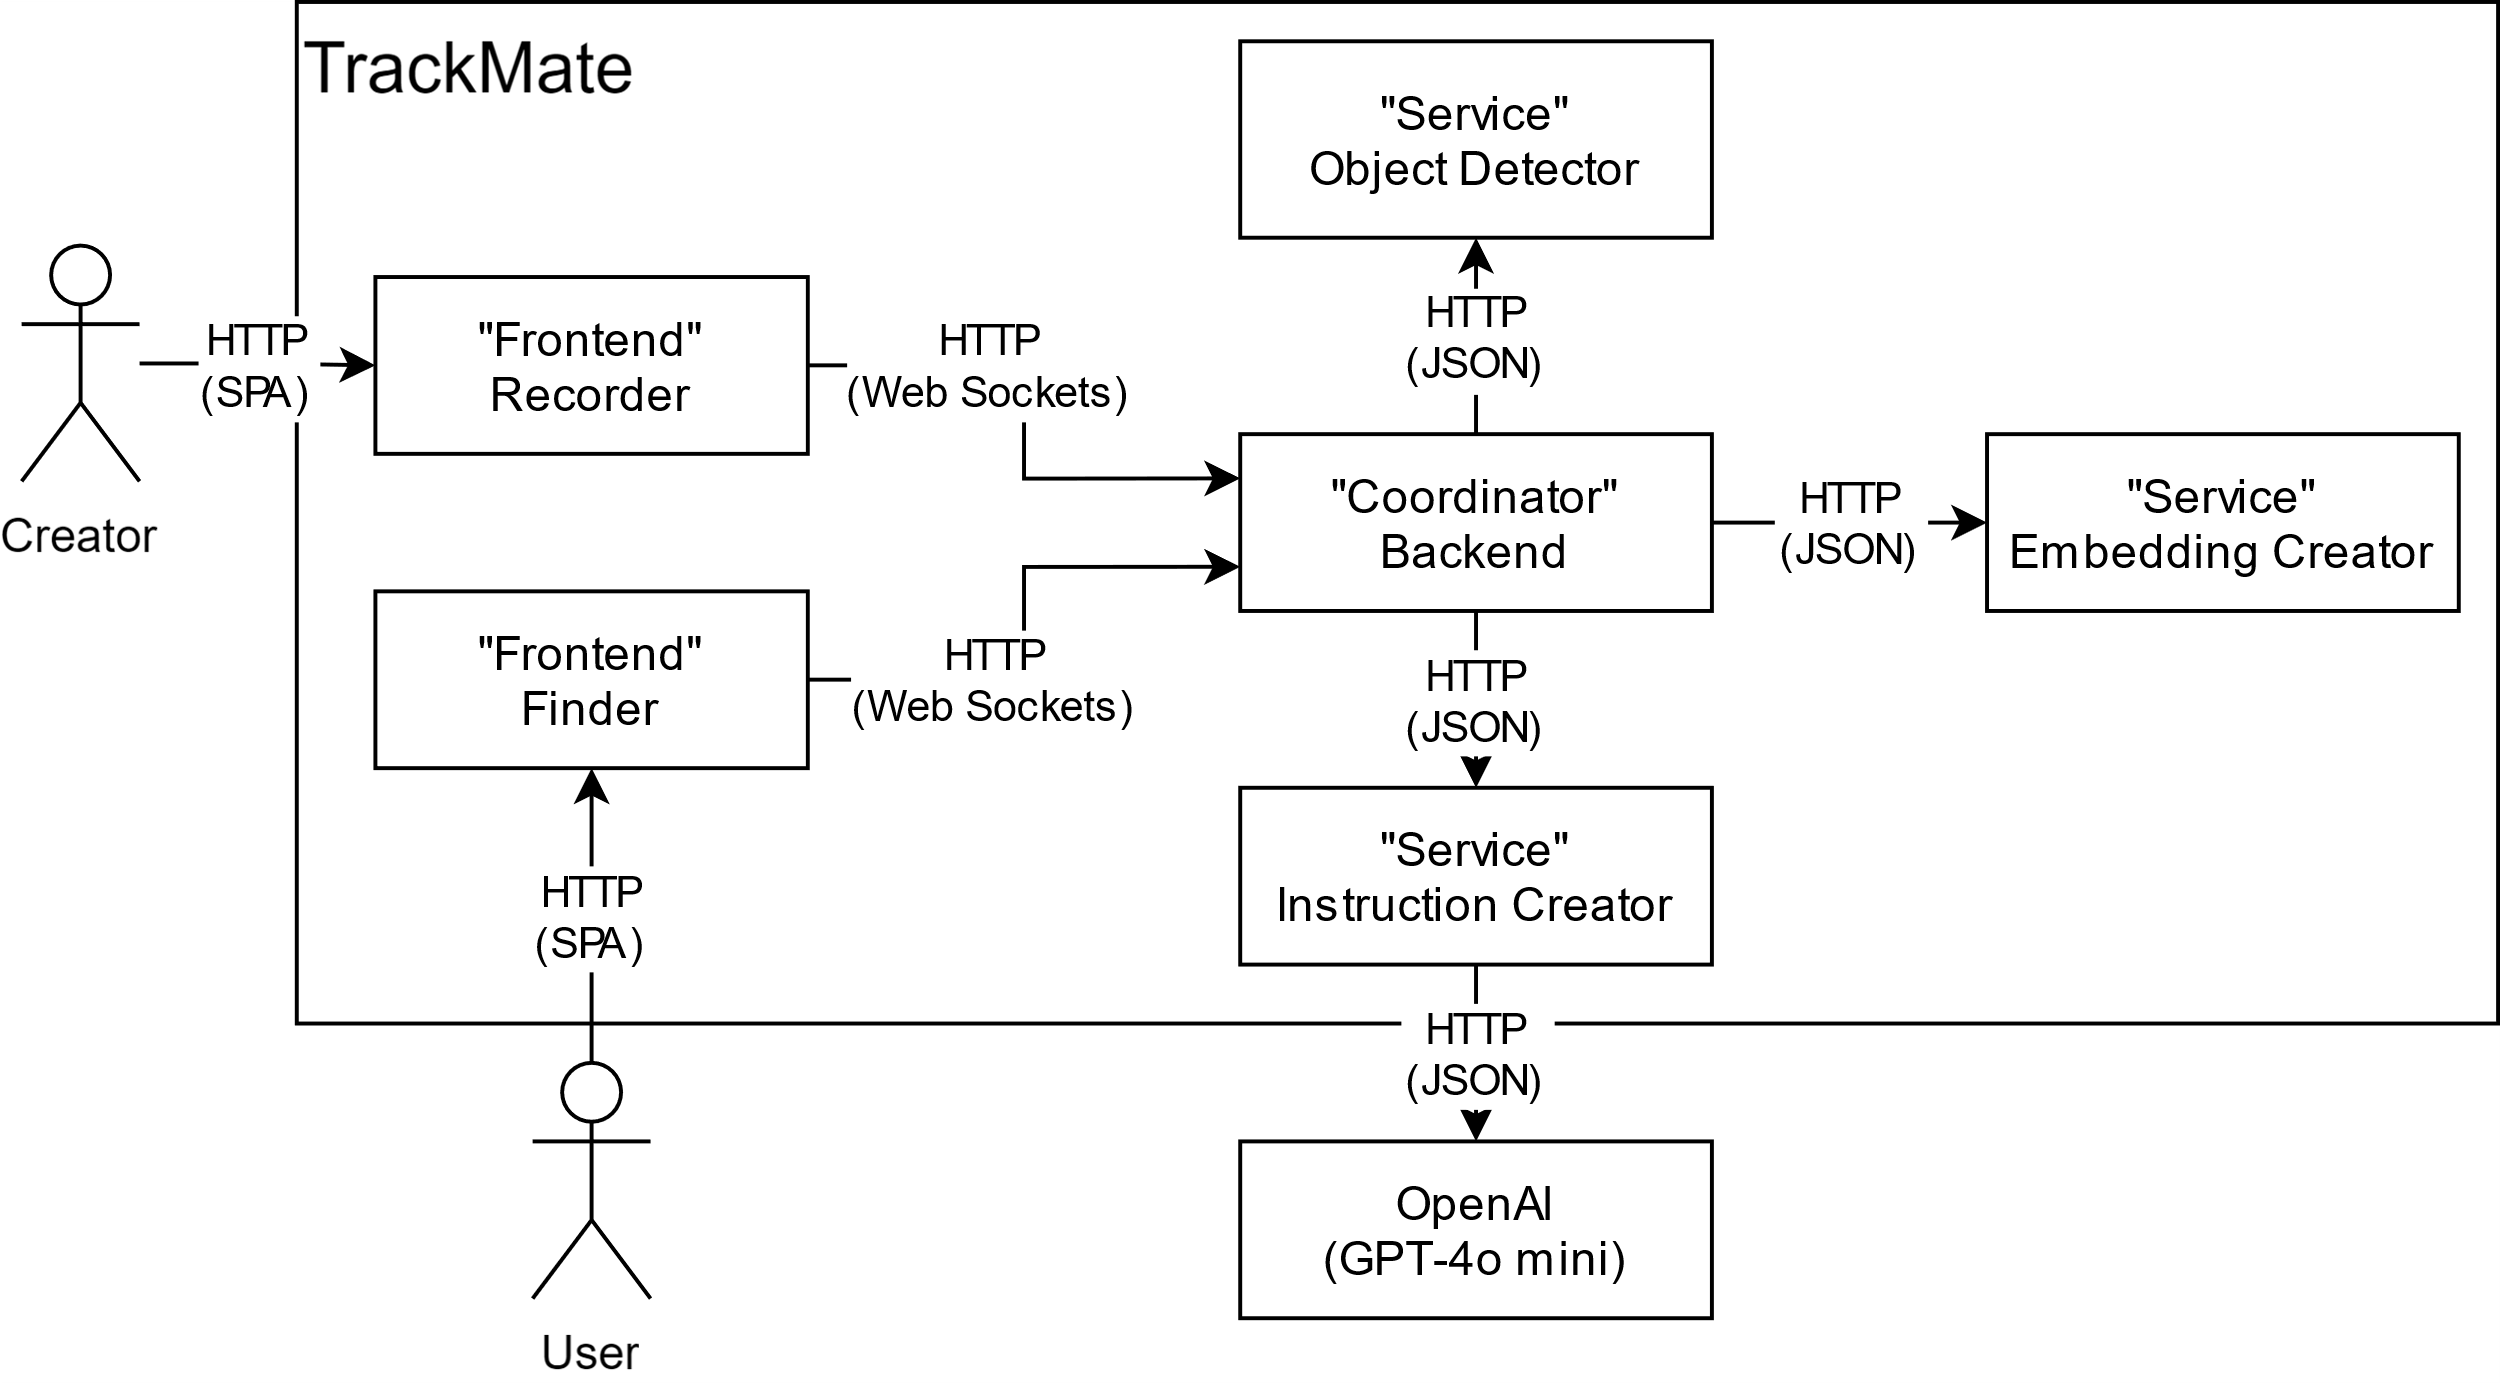 TrackMate
"Service"
Object Detector
HTTP
(JSON)
Creator
HTTP
(SPA)
"Frontend"
Recorder
HTTP
(Web Sockets)
"Coordinator"
Backend
HTTP
(JSON)
"Service"
Embedding Creator
"Frontend"
Finder
HTTP
(Web Sockets)
HTTP
(JSON)
"Service"
Instruction Creator
HTTP
(SPA)
HTTP
(JSON)
OpenAI
(GPT-4o mini)
User